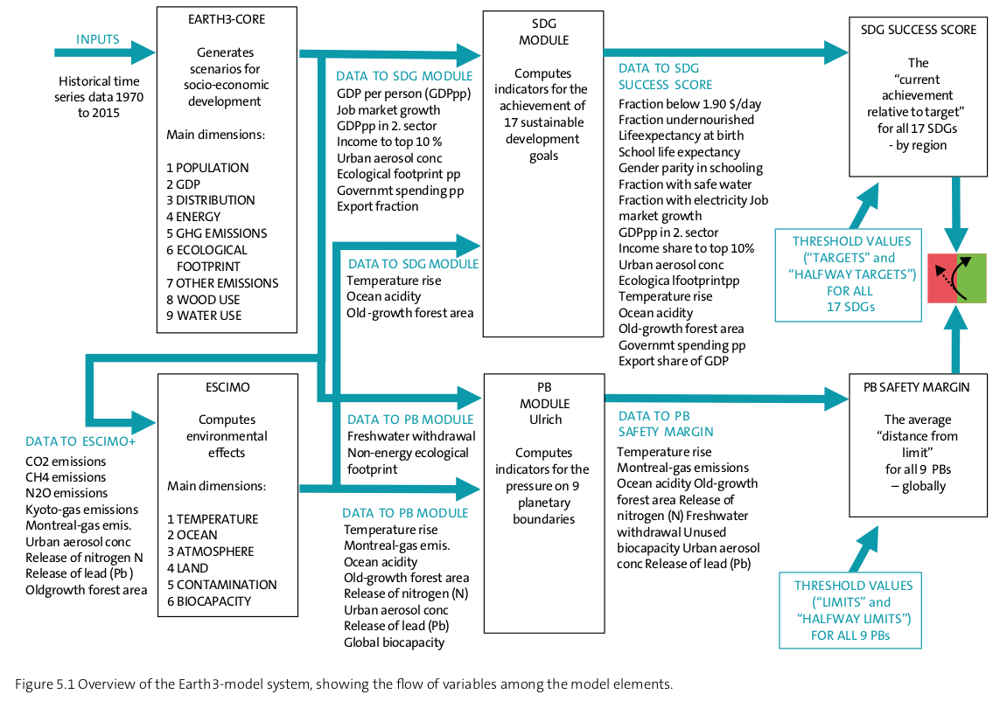 INPUTS
Historical time
series data 1970
to 2015
EARTH3-CORE
Generates
scenarios for
socio-economic
development
Main dimensions:
1 POPULATION
2 GDP
3 DISTRIBUTION
4 ENERGY
5 GHG EMISSIONS
6 ECOLOGICAL
FOOTPRINT
7 OTHER EMISSIONS
8 WOOD USE
9 WATER USE
DATA TO SDG MODULE
GDP per person (GDPpp)
Job market growth
GDPpp in 2. sector
Income to top 10 %
Urban aerosol conc
Ecological footprint pp
Governmt spending pp
Export fraction
DATA TO SDG MODULE
Temperature rise
Ocean acidity
Old -growth forest area
SDG
MODULE
Computes
indicators for the
achievement of
17 sustainable
development
goals
DATA TO SDG
SUCCESS SCORE
Fraction below 1.90 $/day
Fraction undernourished
Lifeexpectancy at birth
School life expectancy
Gender parity in schooling
Fraction with safe water
Fraction with electricity Job
market growth
GDPpp in 2. sector
Income share to top 10%
Urban aerosol conc
Ecologica lfootprintpp
Temperature rise
Ocean acidity
Old-growth forest area
Governmt spending pp
Export share of GDP
SDG SUCCESS SCORE
The
“current
achievement
relative to target”
for all 17 SDGs
- by region
THRESHOLD VALUES
(“TARGETS” and
“HALFWAY TARGETS”)
FOR ALL
17 SDGs
DATA TO ESCIMO+
CO2 emissions
CH4 emissions
N2O emissions
Kyoto-gas emissions
Montreal-gas emis.
Urban aerosol conc
Release of nitrogen N
Release of lead (Pb )
Oldgrowth forest area
ESCIMO
Computes
environmental
effects
Main dimensions:
1 TEMPERATURE
2 OCEAN
3 ATMOSPHERE
4 LAND
5 CONTAMINATION
6 BIOCAPACITY
DATA TO PB MODULE
Freshwater withdrawal
Non-energy ecological
footprint
DATA TO PB MODULE
Temperature rise
Montreal-gas emis.
Ocean acidity
Old-growth forest area
Release of nitrogen (N)
Urban aerosol conc
Release of lead (Pb)
Global biocapacity
PB
MODULE
Ulrich
Computes
indicators for the
pressure on 9
planetary
boundaries
DATA TO PB
SAFETY MARGIN
Temperature rise
Montreal-gas emissions
Ocean acidity Old-growth
forest area Release of
nitrogen (N) Freshwater
withdrawal Unused
biocapacity Urban aerosol
conc Release of lead (Pb)
PB SAFETY MARGIN
The average
“distance from
limit”
for all 9 PBs
– globally
THRESHOLD VALUES
(“LIMITS” and
“HALFWAY LIMITS”)
FOR ALL 9 PBs
Figure 5.1 Overview of the Earth3-model system, showing the flow of variables among the model elements.